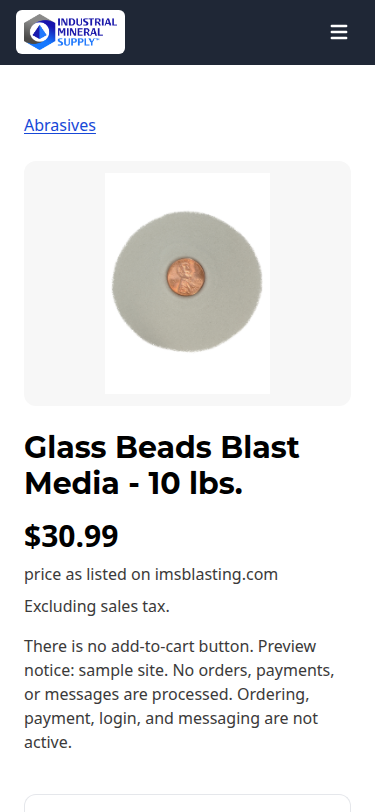 INDUSTRIAL
MINERAL
SUPPLY
Abrasives
Glass Beads Blast
Media - 10 lbs.
$30.99
price as listed on imsblasting.com
Excluding sales tax.
There is no add-to-cart button. Preview
notice: sample site. No orders, payments,
or messages are processed. Ordering,
payment, login, and messaging are not
active.